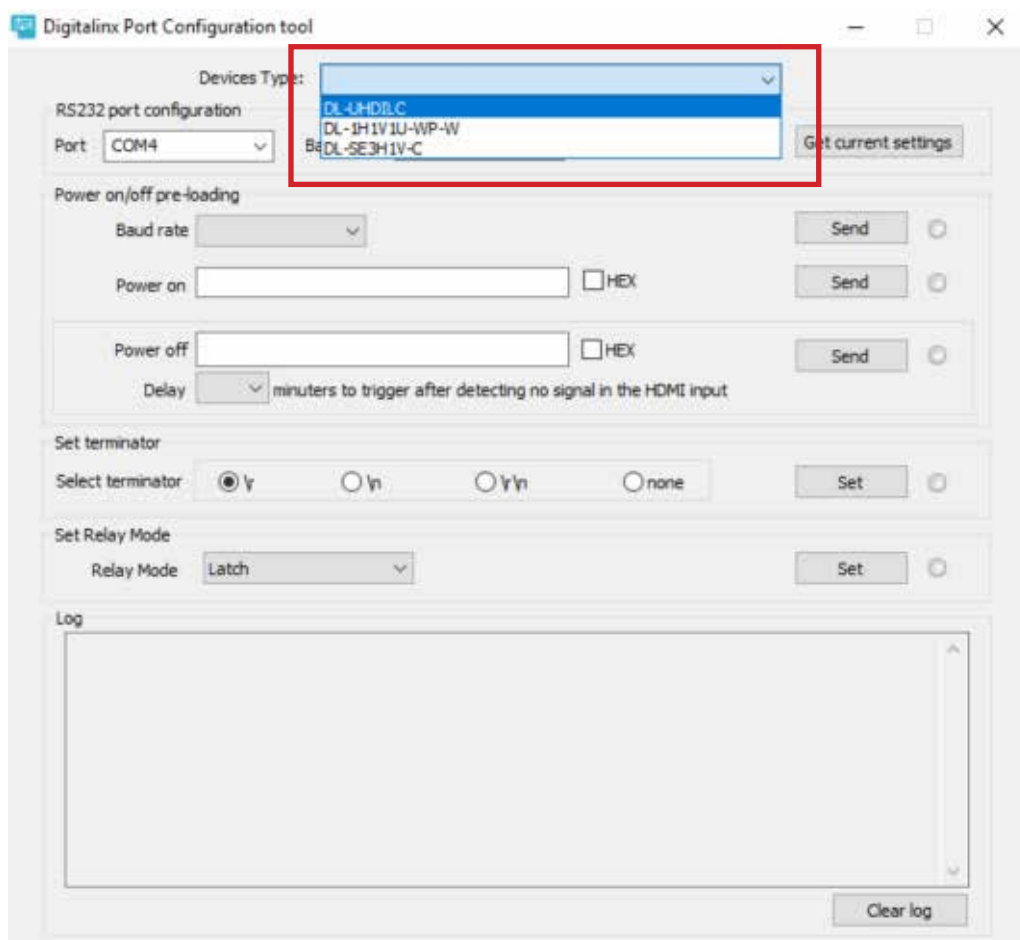 Digitalinx Port Configuration tool
Devices Type:
DL-UHDILC
RS232 port configuration
DL-1H1V1U-WP-W
Port COM4
DL-SE3H1V-C
Get current settings
Power on/off pre-loading
Baud rate Send
Power on HEX Send
Power off HEX Send
Delay minuters to trigger after detecting no signal in the HDMI input
Set terminator
Select terminator \r \n \r\n none Set
Set Relay Mode
Relay Mode Latch Set
Log
Clear log